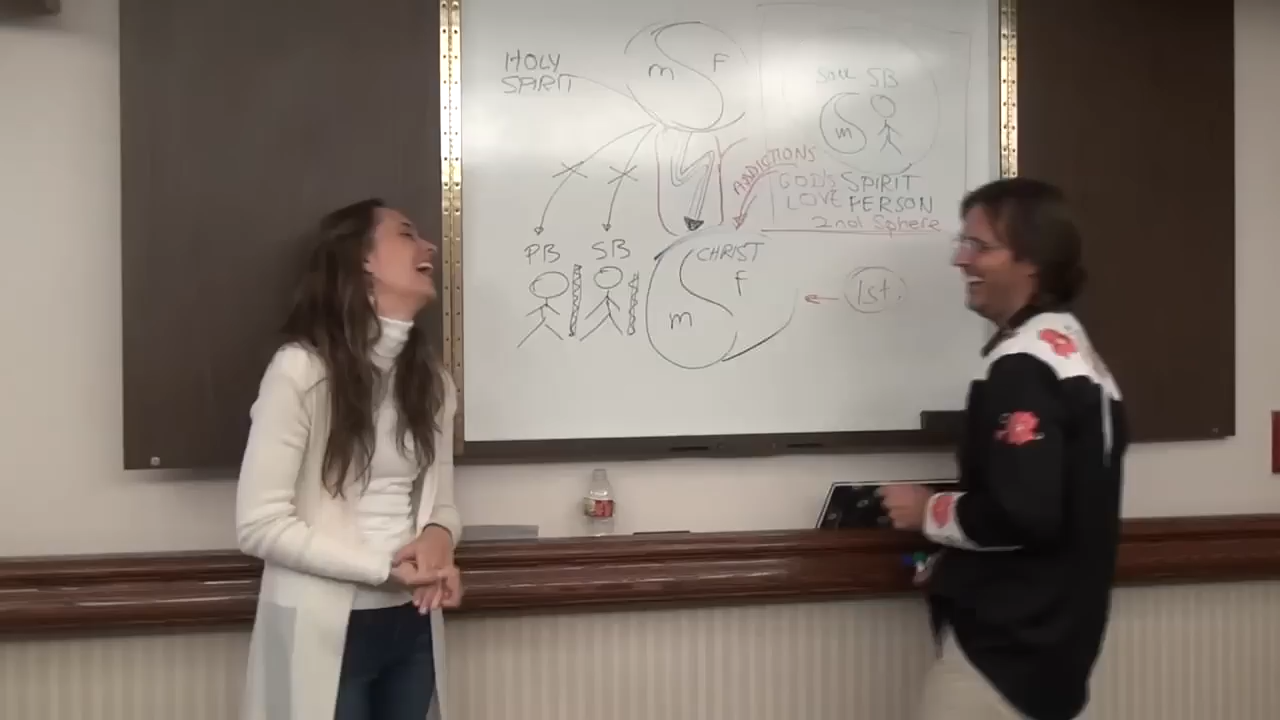 HOLY
SPIRIT
m F
Soul SB
m
ADDICTIONS
GOD'S SPIRIT
LOVE PERSON
2nd Sphere
PB SB CHRIST
f
m
1st.